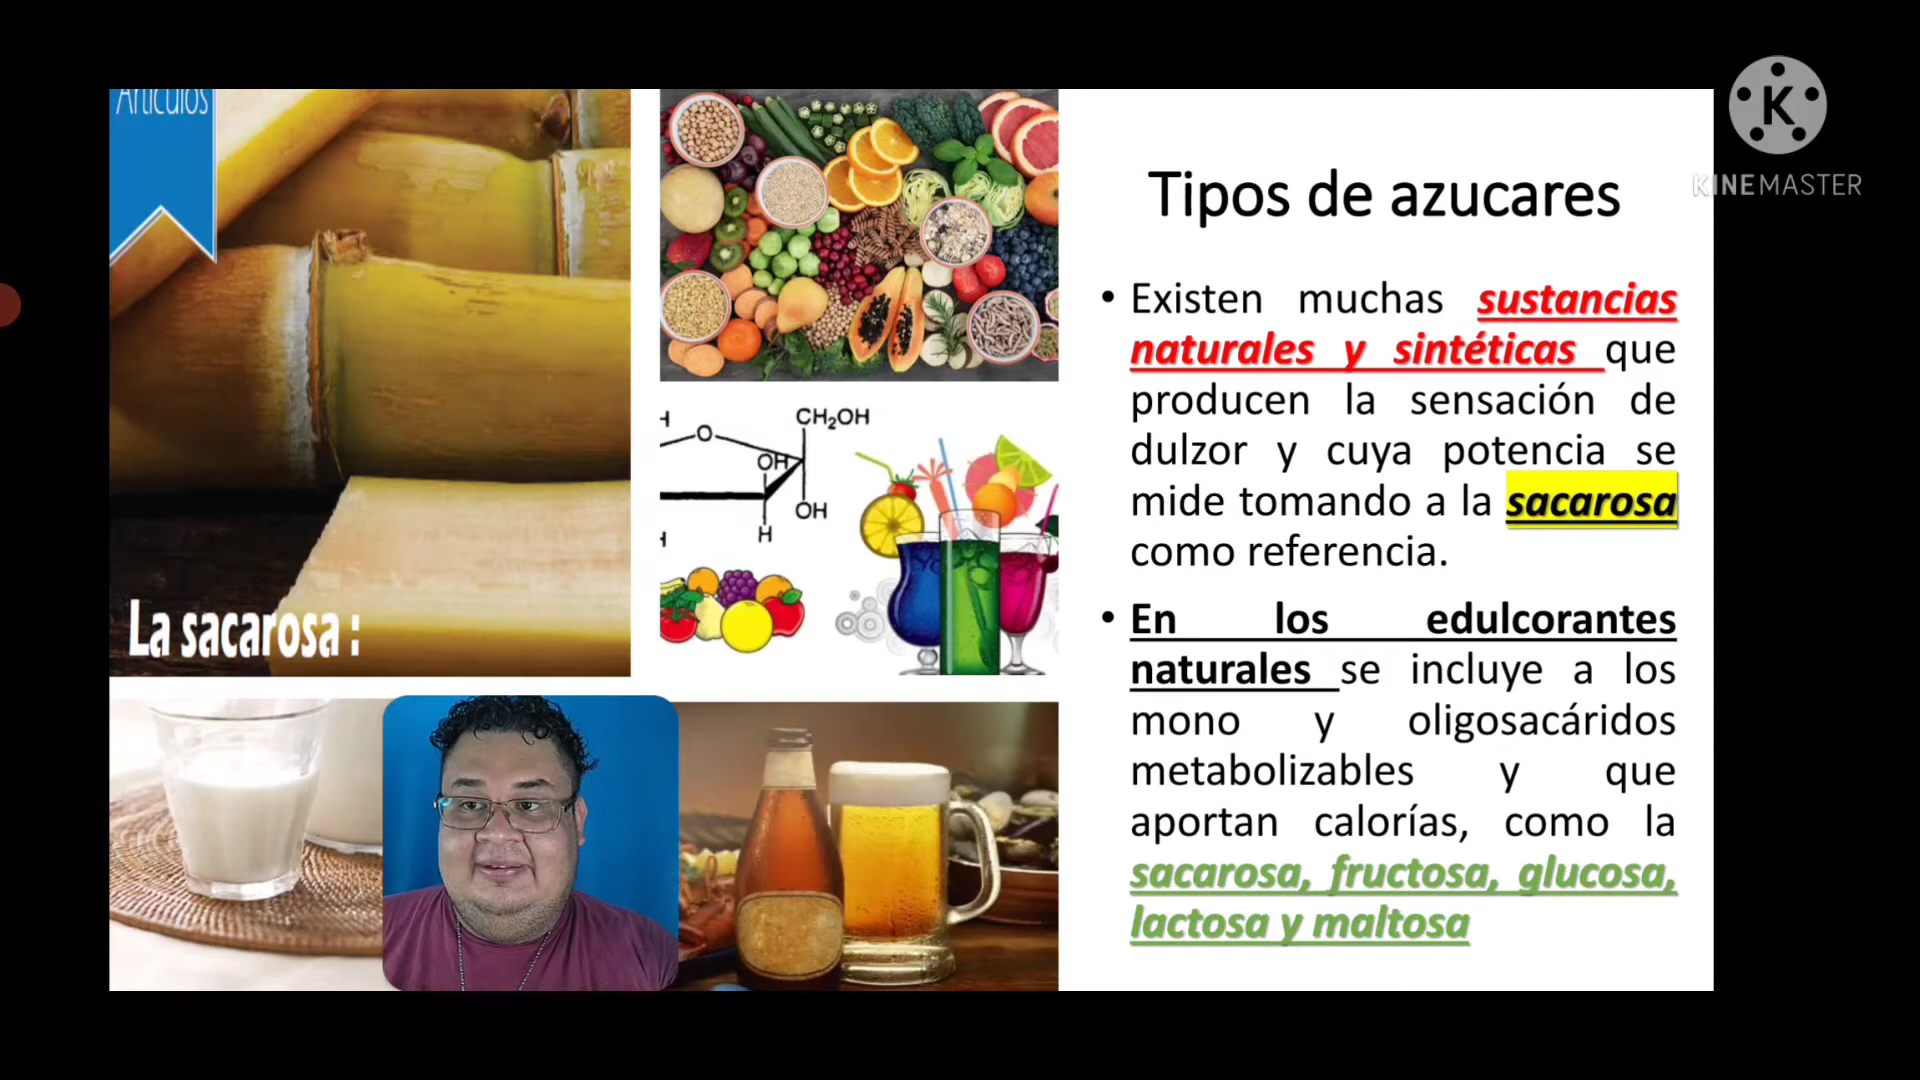 Artículos
La sacarosa :
CH₂OH
H
O
OH
OH
H
H
Tipos de azucares
• Existen muchas sustancias
naturales y sintéticas que
producen la sensación de
dulzor y cuya potencia se
mide tomando a la sacarosa
como referencia.
• En los edulcorantes
naturales se incluye a los
mono y oligosacáridos
metabolizables y que
aportan calorías, como la
sacarosa, fructosa, glucosa,
lactosa y maltosa
K
KINEMASTER